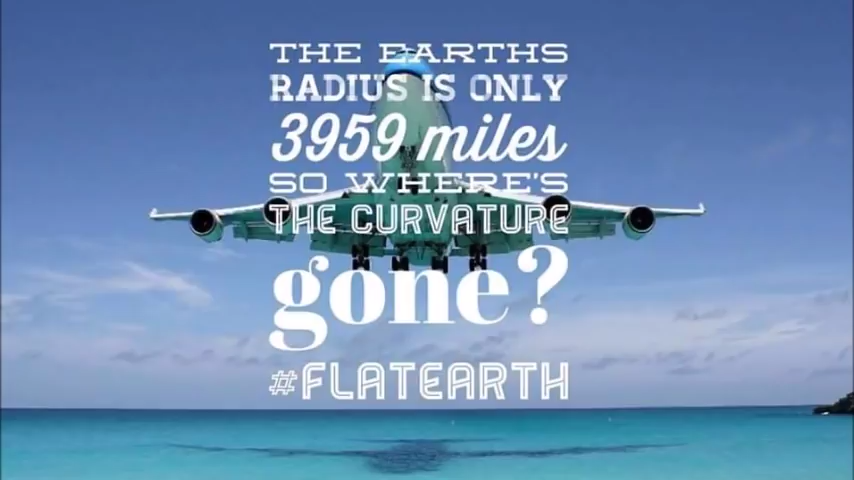 THE EARTHS
RADIUS IS ONLY
3959 miles
SO WHERE'S
THE CURVATURE
gone?
#FLATEARTH